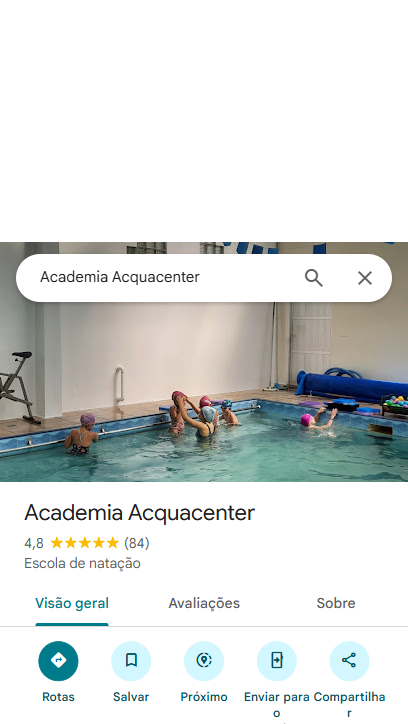 Academia Acquacenter
Academia Acquacenter
4,8 (84)
Escola de natação
Visão geral Avaliações Sobre
Rotas Salvar Próximo Enviar para Compartilha
o r